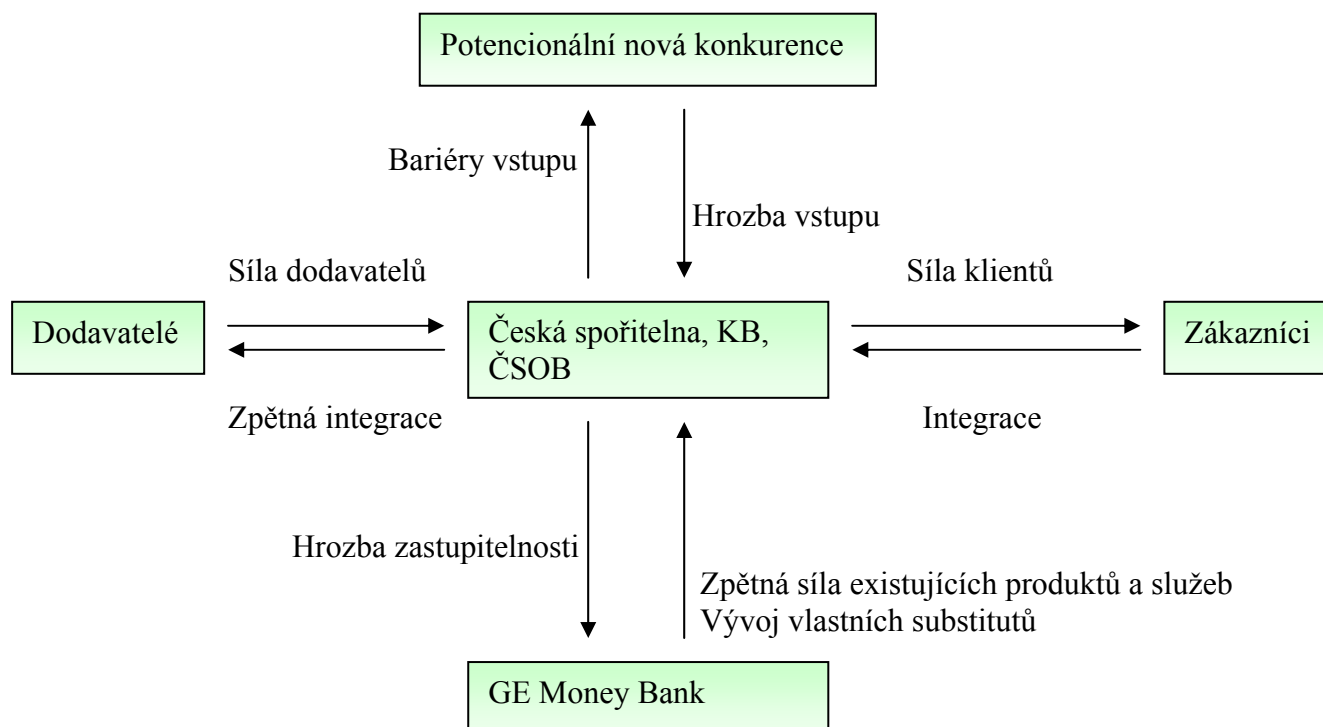 Potencionální nová konkurence
Bariéry vstupu
Hrozba vstupu
Síla dodavatelů
Síla klientů
Dodavatelé
Česká spořitelna, KB,
ČSOB
Zákazníci
Zpětná integrace
Integrace
Hrozba zastupitelnosti
Zpětná síla existujících produktů a služeb
Vývoj vlastních substitutů
GE Money Bank